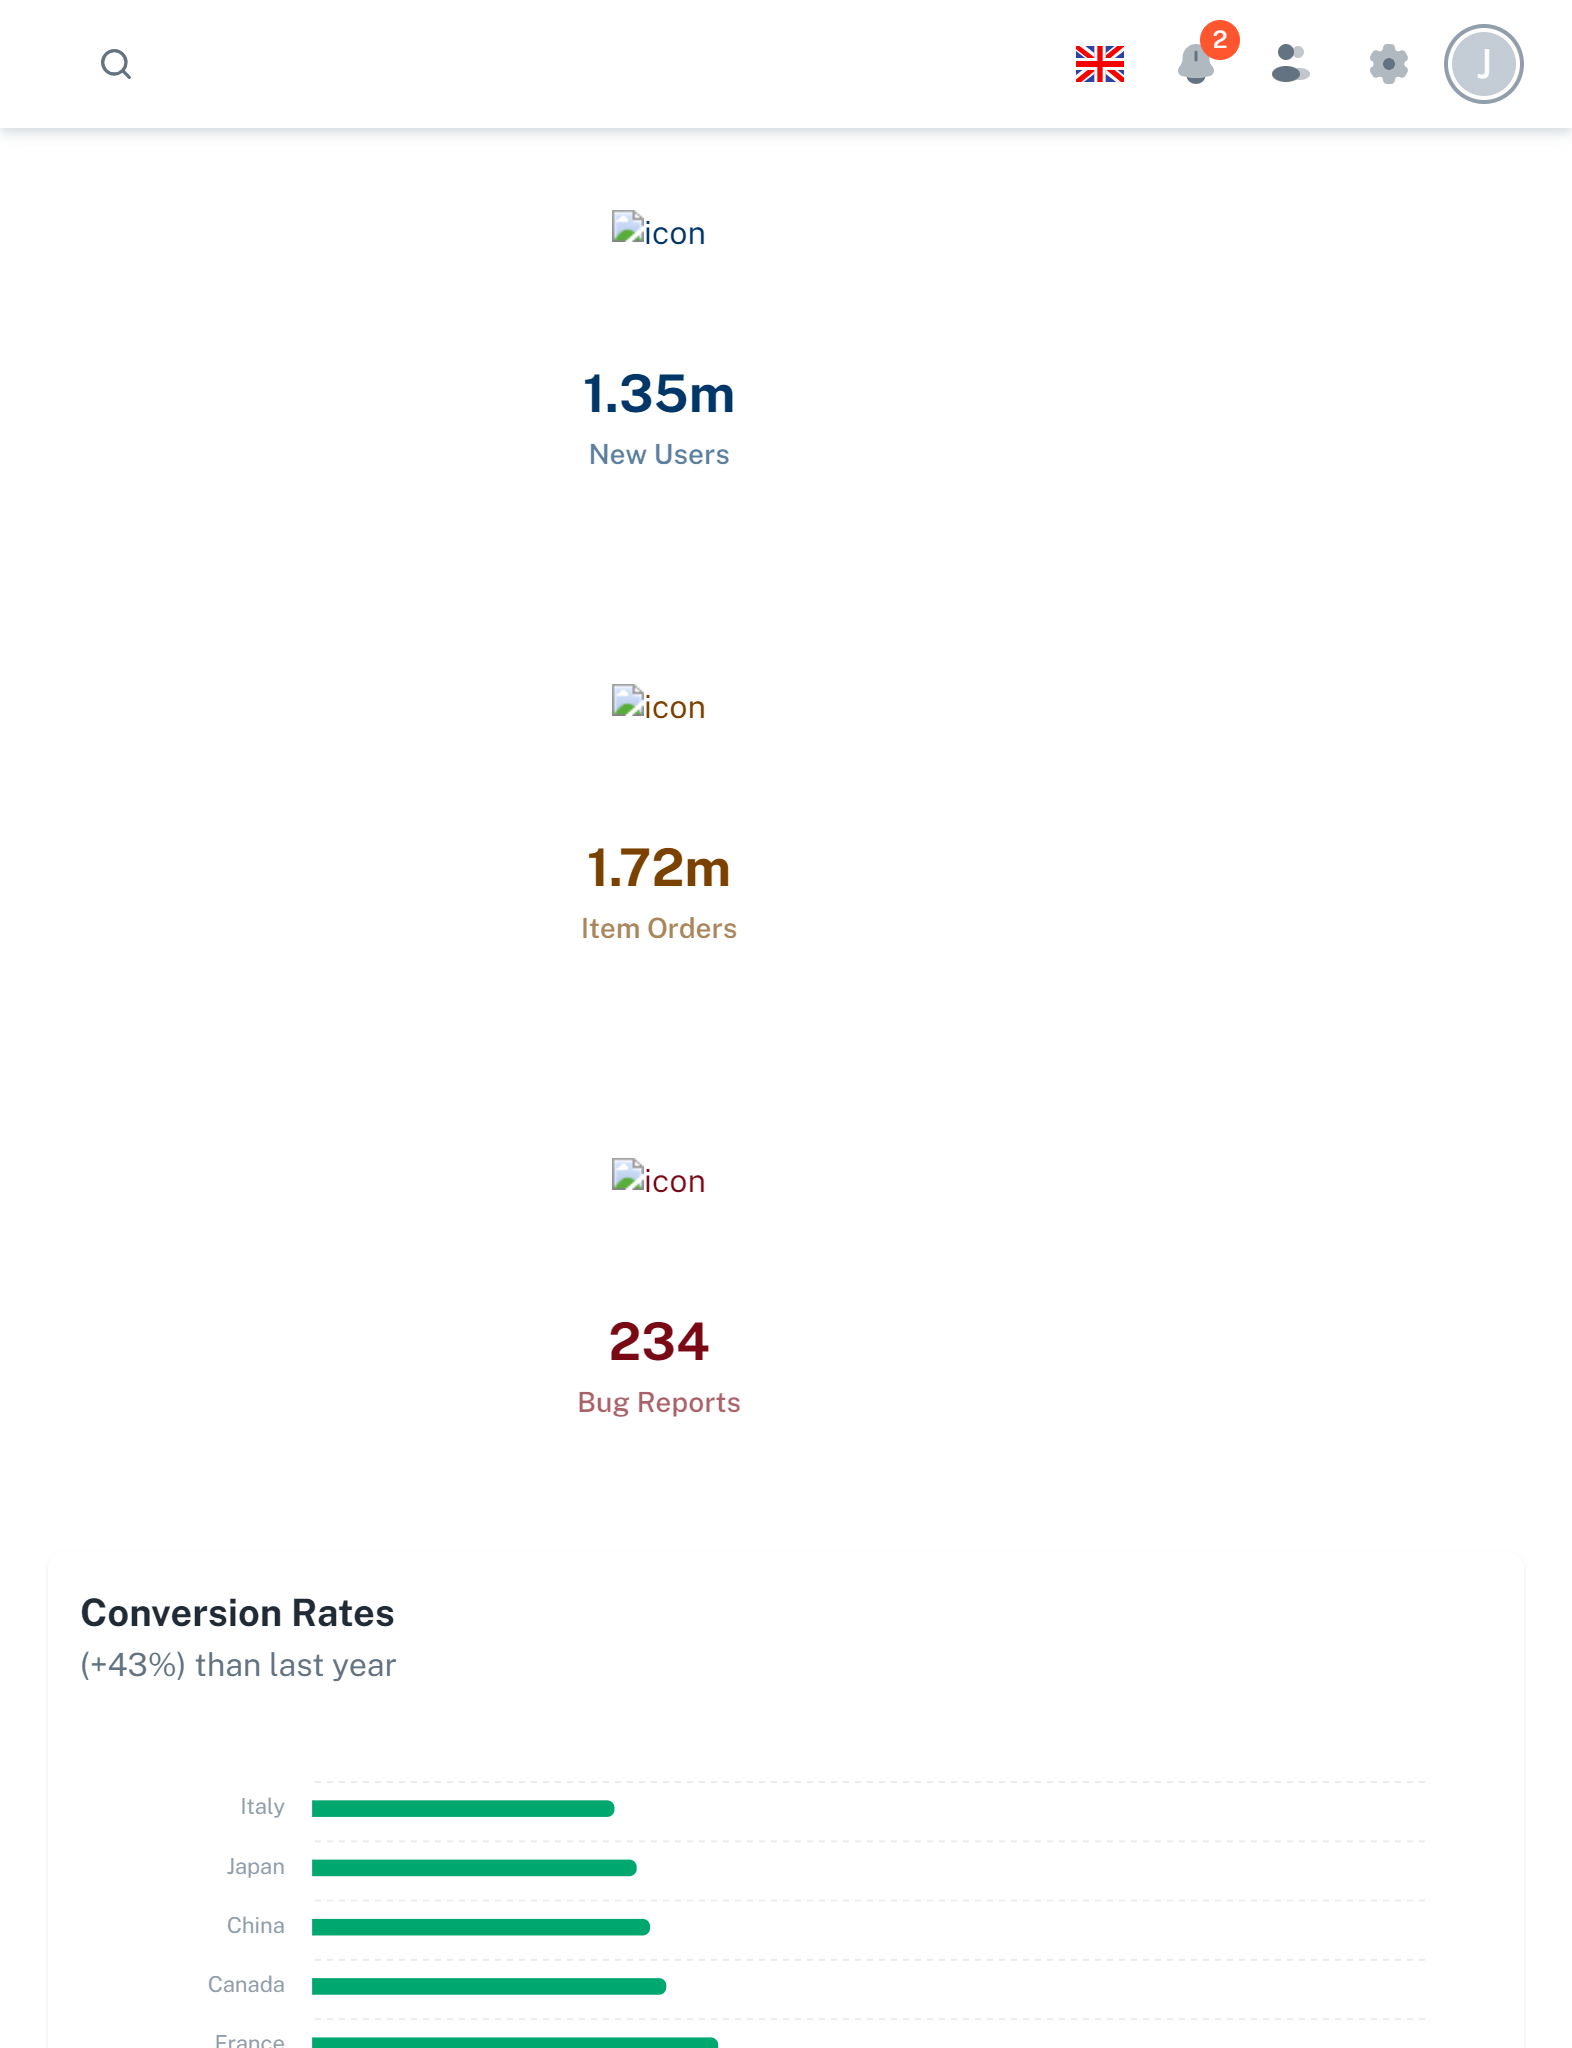 2
J
icon
1.35m
New Users
icon
1.72m
Item Orders
icon
234
Bug Reports
Conversion Rates
(+43%) than last year
Italy
Japan
China
Canada
France